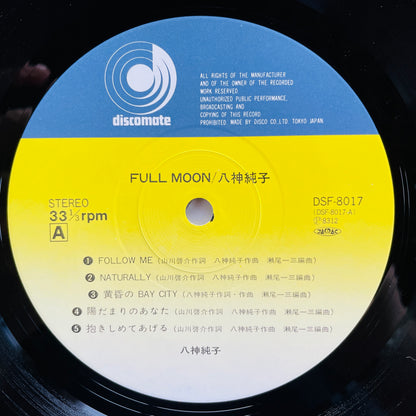 discomate
ALL RIGHTS OF THE MANUFACTURER
AND OF THE OWNER OF THE RECORDED
WORK RESERVED
UNAUTHORIZED PUBLIC PERFORMANCE,
BROADCASTING AND
COPYING OF THIS RECORD
PROHIBITED. MADE BY DISCO CO., LTD. TOKYO JAPAN
FULL MOON/八神純子
STEREO
33 1/3 rpm
A
DSF-8017
(DSF-8017-A)
Ⓟ8312
JASRAC
1 FOLLOW ME (山川啓介作詞 八神純子作曲 瀬尾一三編曲)
2 NATURALLY (山川啓介作詞 八神純子作曲 瀬尾一三編曲)
3 黄昏の BAY CITY (八神純子作詞・作曲 瀬尾一三編曲)
4 陽だまりのあなた (山川啓介作詞 八神純子作曲 瀬尾一三編曲)
5 抱きしめてあげる (山川啓介作詞 八神純子作曲 瀬尾一三編曲)
八神純子